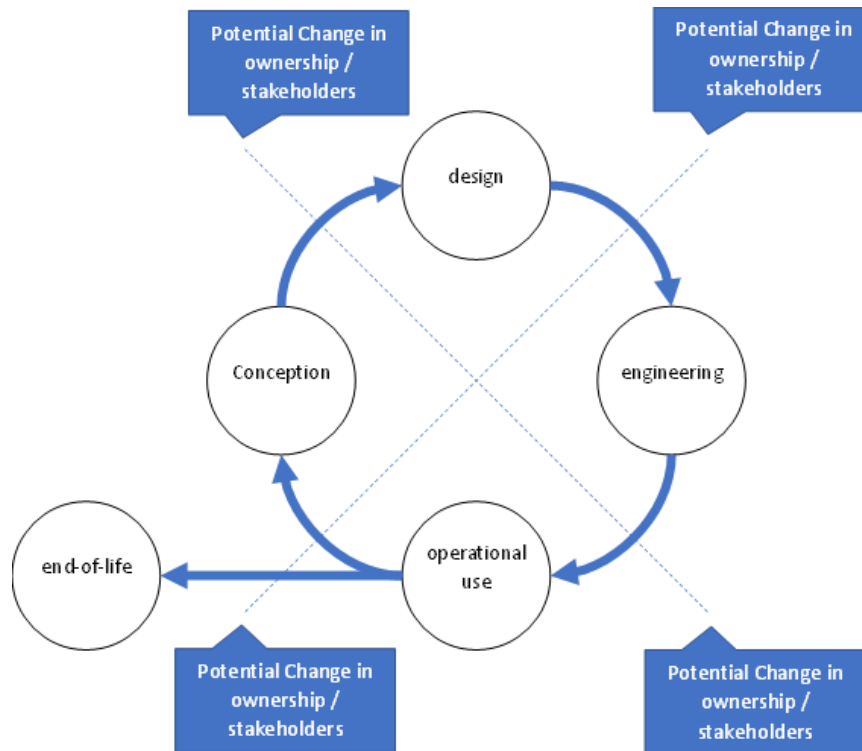 Potential Change in
ownership /
stakeholders
Potential Change in
ownership /
stakeholders
design
Conception
engineering
end-of-life
operational
use
Potential Change in
ownership /
stakeholders
Potential Change in
ownership /
stakeholders